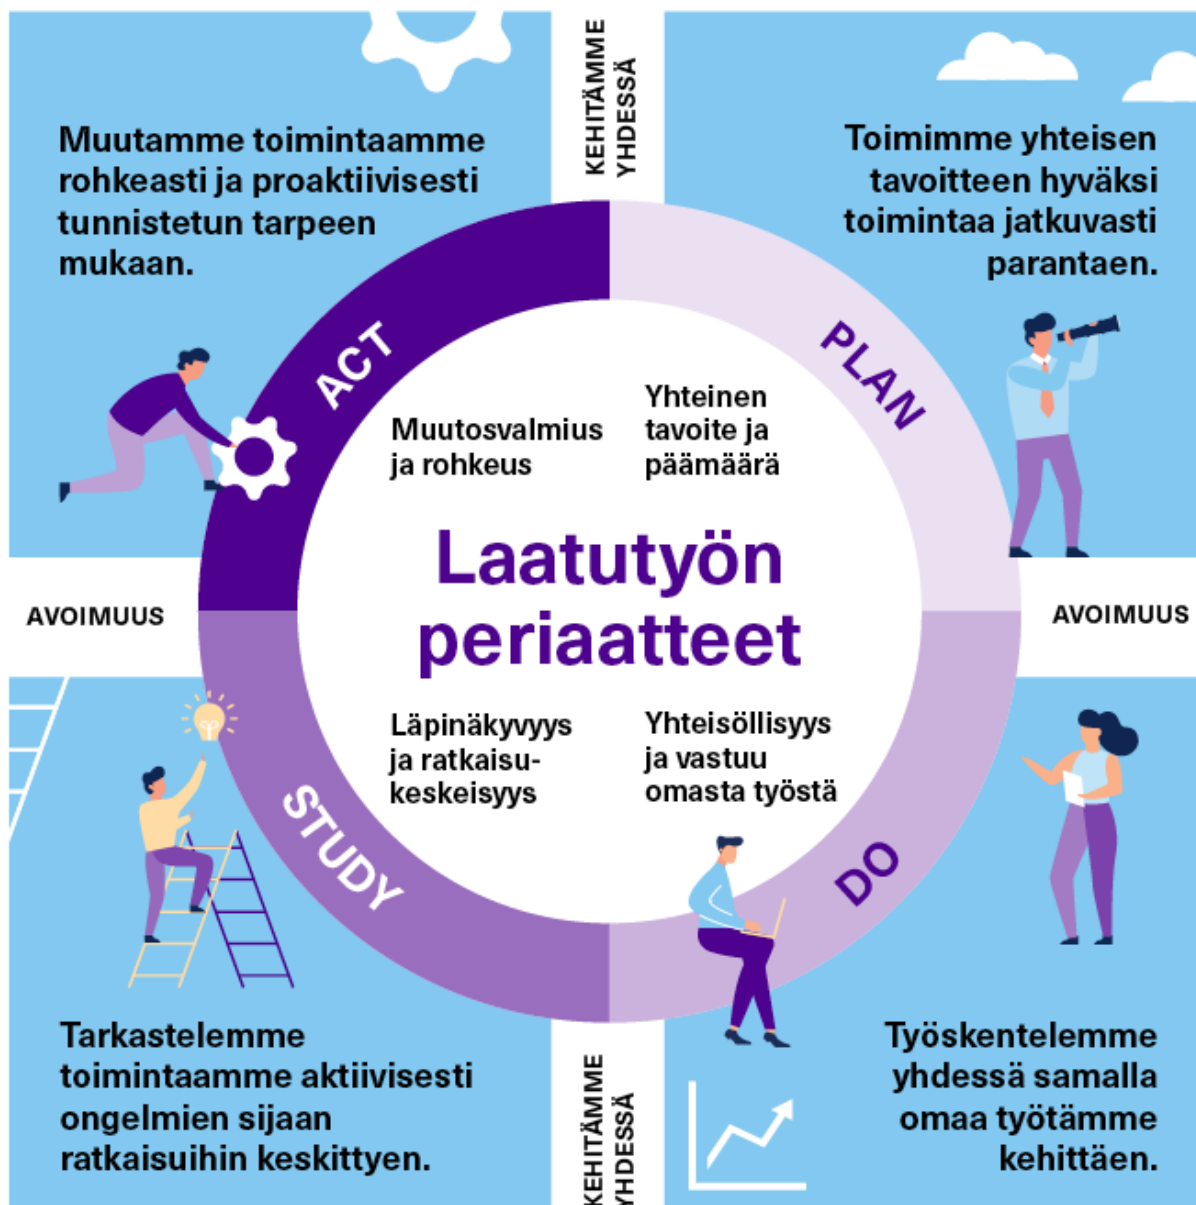 KEHITÄMME
YHDESSÄ
Muutamme toimintaamme
rohkeasti ja proaktiivisesti
tunnistetun tarpeen
mukaan.
Toimimme yhteisen
tavoitteen hyväksi
toimintaa jatkuvasti
parantaen.
ACT
PLAN
Muutosvalmius
ja rohkeus
Yhteinen
tavoite ja
päämäärä
Laatutyön
periaatteet
AVOIMUUS
AVOIMUUS
Läpinäkyvyys
ja ratkaisu-
keskeisyys
Yhteisöllisyys
ja vastuu
omasta työstä
STUDY
DO
Tarkastelemme
toimintaamme aktiivisesti
ongelmien sijaan
ratkaisuihin keskittyen.
Työskentelemme
yhdessä samalla
omaa työtämme
kehittäen.
KEHITÄMME
YHDESSÄ